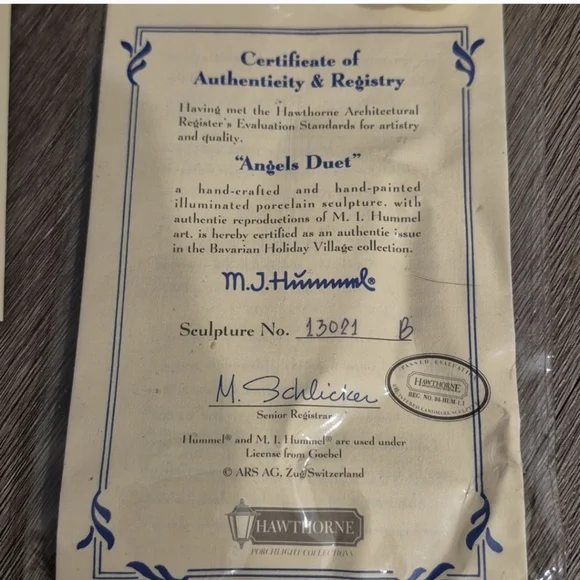 Certificate of
Authenticity & Registry
Having met the Hawthorne Architectural
Register's Evaluation Standards for artistry
and quality.
"Angels Duet"
a hand-crafted and hand-painted
illuminated porcelain sculpture, with
authentic reproductions of M. I. Hummel
art, is hereby certified as an authentic issue
in the Bavarian Holiday Village collection.
M.J.Hümmel®
Sculpture No. 13021 B
M. Schlicker
Senior Registrar
HAWTHORNE
REG. NO.
Hummel® and M. I. Hummel® are used under
License from Goebel
© ARS AG, Zug/Switzerland
HAWTHORNE
PORCHLIGHT COLLECTIONS